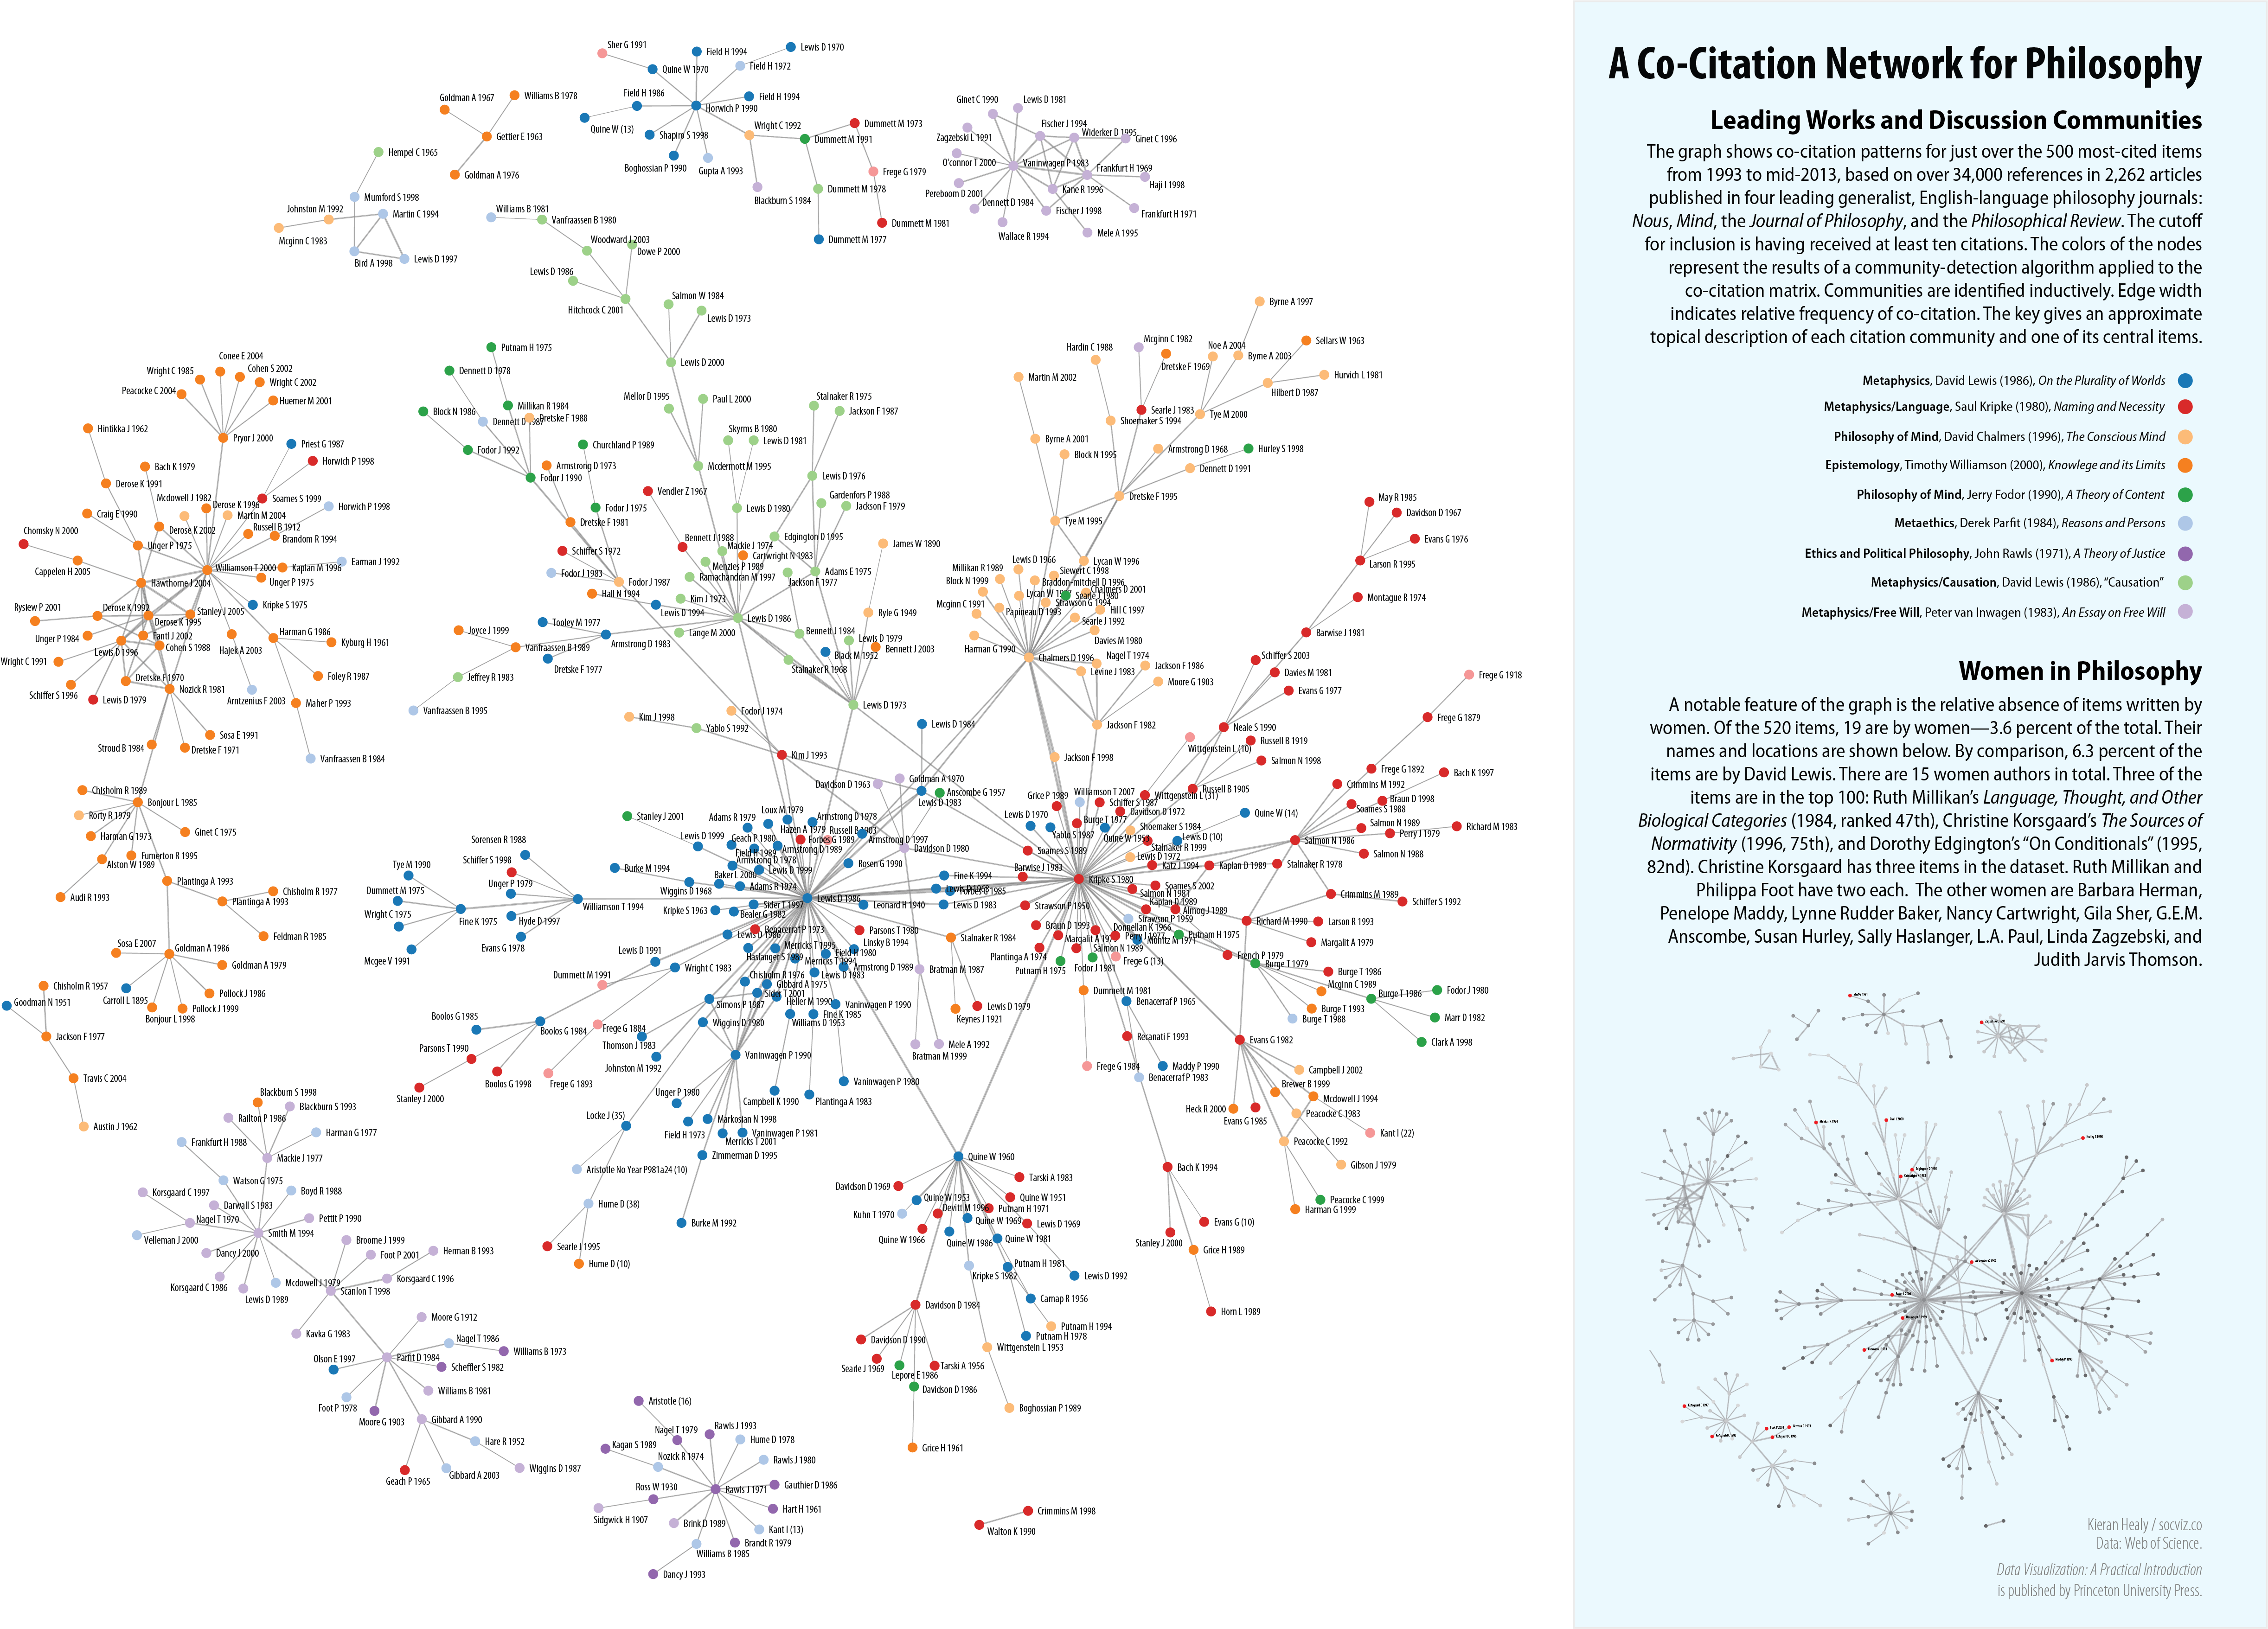 A Co-Citation Network for Philosophy
Leading Works and Discussion Communities
The graph shows co-citation patterns for just over the 500 most-cited items
from 1993 to mid-2013, based on over 34,000 references in 2,262 articles
published in four leading generalist, English-language philosophy journals:
Nous, Mind, the Journal of Philosophy, and the Philosophical Review. The cutoff
for inclusion is having received at least ten citations. The colors of the nodes
represent the results of a community-detection algorithm applied to the
co-citation matrix. Communities are identified inductively. Edge width
indicates relative frequency of co-citation. The key gives an approximate
topical description of each citation community and one of its central items.
Metaphysics, David Lewis (1986), On the Plurality of Worlds
Metaphysics/Language, Saul Kripke (1980), Naming and Necessity
Philosophy of Mind, David Chalmers (1996), The Conscious Mind
Epistemology, Timothy Williamson (2000), Knowlege and its Limits
Philosophy of Mind, Jerry Fodor (1990), A Theory of Content
Metaethics, Derek Parfit (1984), Reasons and Persons
Ethics and Political Philosophy, John Rawls (1971), A Theory of Justice
Metaphysics/Causation, David Lewis (1986), "Causation"
Metaphysics/Free Will, Peter van Inwagen (1983), An Essay on Free Will
Women in Philosophy
A notable feature of the graph is the relative absence of items written by
women. Of the 520 items, 19 are by women—3.6 percent of the total. Their
names and locations are shown below. By comparison, 6.3 percent of the
items are by David Lewis. There are 15 women authors in total. Three of the
items are in the top 100: Ruth Millikan's Language, Thought, and Other
Biological Categories (1984, ranked 47th), Christine Korsgaard's The Sources of
Normativity (1996, 75th), and Dorothy Edgington's "On Conditionals" (1995,
82nd). Christine Korsgaard has three items in the dataset. Ruth Millikan and
Philippa Foot have two each. The other women are Barbara Herman,
Penelope Maddy, Lynne Rudder Baker, Nancy Cartwright, Gila Sher, G.E.M.
Anscombe, Susan Hurley, Sally Haslanger, L.A. Paul, Linda Zagzebski, and
Judith Jarvis Thomson.
Kieran Healy / socviz.co
Data: Web of Science.
Data Visualization: A Practical Introduction
is published by Princeton University Press.
Sher G 1991
Field H 1994
Lewis D 1970
Quine W 1970
Field H 1972
Field H 1986
Field H 1994
Horwich P 1990
Quine W (13)
Shapiro S 1998
Wright C 1992
Boghossian P 1990
Gupta A 1993
Blackburn S 1984
Dummett M 1973
Dummett M 1991
Frege G 1979
Dummett M 1978
Dummett M 1981
Dummett M 1977
Goldman A 1967
Williams B 1978
Gettier E 1963
Goldman A 1976
Hempel C 1965
Mumford S 1998
Johnston M 1992
Martin C 1994
Mcginn C 1983
Bird A 1998
Lewis D 1997
Ginet C 1990
Lewis D 1981
Fischer J 1994
Widerker D 1995
Ginet C 1996
Zagzebski L 1991
O'connor T 2000
Vaninwagen P 1983
Frankfurt H 1969
Haji I 1998
Pereboom D 2001
Kane R 1996
Dennett D 1984
Fischer J 1998
Frankfurt H 1971
Wallace R 1994
Mele A 1995
Williams B 1981
Vanfraassen B 1980
Woodward J 2003
Dowe P 2000
Lewis D 1986
Hitchcock C 2001
Salmon W 1984
Lewis D 1973
Lewis D 2000
Putnam H 1975
Dennett D 1978
Block N 1986
Millikan R 1984
Dretske F 1988
Dennett D 1987
Fodor J 1992
Churchland P 1989
Armstrong D 1973
Fodor J 1990
Fodor J 1975
Dretske F 1981
Schiffer S 1972
Fodor J 1983
Fodor J 1987
Hall N 1994
Lewis D 1994
Vendler Z 1967
Bennett J 1988
Mellor D 1995
Paul L 2000
Skyrms B 1980
Lewis D 1981
Mcdermott M 1995
Lewis D 1980
Stalnaker R 1975
Jackson F 1987
Lewis D 1976
Gardenfors P 1988
Jackson F 1979
Edgington D 1995
Mackie J 1974
Cartwright N 1983
Menzies P 1989
Ramachandran M 1997
Jackson F 1977
Adams E 1975
Kim J 1973
Lewis D 1986
Lange M 2000
Bennett J 1984
Lewis D 1979
Black M 1952
Bennett J 2003
Stalnaker R 1968
Lewis D 1973
James W 1890
Ryle G 1949
Tooley M 1977
Joyce J 1999
Armstrong D 1983
Vanfraassen B 1989
Dretske F 1977
Jeffrey R 1983
Vanfraassen B 1995
Kim J 1998
Fodor J 1974
Yablo S 1992
Kim J 1993
Byrne A 1997
Hardin C 1988
Mcginn C 1982
Dretske F 1969
Noe A 2004
Byrne A 2003
Sellars W 1963
Martin M 2002
Hilbert D 1987
Hurvich L 1981
Searle J 1983
Shoemaker S 1994
Tye M 2000
Byrne A 2001
Block N 1995
Armstrong D 1968
Hurley S 1998
Dennett D 1991
Dretske F 1995
Tye M 1995
Lewis D 1966
Lycan W 1996
Millikan R 1989
Siewert C 1998
Block N 1999
Braddon-mitchell D 1996
Chalmers D 2001
Searle J 1980
Strawson G 1994
Mcginn C 1991
Papineau D 1993
Hill C 1997
Searle J 1992
Davies M 1980
Harman G 1990
Chalmers D 1996
Nagel T 1974
Levine J 1983
Jackson F 1986
Moore G 1903
Jackson F 1982
Jackson F 1998
May R 1985
Davidson D 1967
Evans G 1976
Larson R 1995
Montague R 1974
Barwise J 1981
Schiffer S 2003
Davies M 1981
Evans G 1977
Neale S 1990
Wittgenstein L (10)
Russell B 1919
Salmon N 1998
Russell B 1905
Frege G 1918
Frege G 1879
Frege G 1892
Crimmins M 1992
Bach K 1997
Braun D 1998
Soames S 1988
Salmon N 1989
Perry J 1979
Richard M 1983
Salmon N 1986
Salmon N 1988
Stalnaker R 1978
Crimmins M 1989
Schiffer S 1992
Richard M 1990
Larson R 1993
Margalit A 1979
Conee E 2004
Wright C 1985
Cohen S 2002
Wright C 2002
Peacocke C 2004
Huemer M 2001
Hintikka J 1962
Pryor J 2000
Priest G 1987
Horwich P 1998
Bach K 1979
Derose K 1991
Soames S 1999
Mcdowell J 1982
Derose K 1996
Martin M 2004
Horwich P 1998
Craig E 1990
Derose K 2002
Russell B 1912
Brandom R 1994
Chomsky N 2000
Unger P 1975
Earman J 1992
Cappelen H 2005
Williamson T 2000
Kaplan M 1996
Hawthorne J 2004
Unger P 1975
Kripke S 1975
Rysiew P 2001
Derose K 1992
Stanley J 2005
Derose K 1995
Unger P 1984
Fantl J 2002
Cohen S 1988
Harman G 1986
Kyburg H 1961
Lewis D 1996
Hajek A 2003
Wright C 1991
Dretske F 1970
Foley R 1987
Schiffer S 1996
Nozick R 1981
Lewis D 1979
Arntzenius F 2003
Maher P 1993
Sosa E 1991
Stroud B 1984
Dretske F 1971
Vanfraassen B 1984
Chisholm R 1989
Bonjour L 1985
Rorty R 1979
Harman G 1973
Ginet C 1975
Fumerton R 1995
Alston W 1989
Plantinga A 1993
Audi R 1993
Chisholm R 1977
Plantinga A 1993
Feldman R 1985
Sosa E 2007
Goldman A 1986
Goldman A 1979
Carroll L 1895
Pollock J 1986
Bonjour L 1998
Pollock J 1999
Chisholm R 1957
Goodman N 1951
Jackson F 1977
Travis C 2004
Austin J 1962
Lewis D 1984
Davidson D 1963
Goldman A 1970
Anscombe G 1957
Lewis D 1983
Stanley J 2001
Adams R 1979
Loux M 1979
Armstrong D 1978
Hazen A 1979
Russell B 1903
Lewis D 1999
Geach P 1980
Forbes G 1989
Armstrong D 1997
Field H 1989
Armstrong D 1989
Davidson D 1980
Armstrong D 1978
Rosen G 1990
Burke M 1994
Baker L 2000
Lewis D 1999
Wiggins D 1968
Adams R 1974
Fine K 1994
Lewis D 1968
Forbes G 1985
Lewis D 1986
Kripke S 1963
Sider T 1997
Bealer G 1982
Leonard H 1940
Lewis D 1983
Benacerraf P 1973
Parsons T 1980
Lewis D 1986
Linsky B 1994
Merricks T 1995
Haslanger S 1989
Field H 1980
Merricks T 1994
Armstrong D 1989
Lewis D 1983
Chisholm R 1976
Gibbard A 1975
Sider T 2001
Heller M 1990
Vaninwagen P 1990
Simons P 1987
Fine K 1985
Williams D 1953
Wiggins D 1980
Thomson J 1983
Johnston M 1992
Vaninwagen P 1990
Vaninwagen P 1980
Unger P 1980
Campbell K 1990
Plantinga A 1983
Markosian N 1998
Field H 1973
Vaninwagen P 1981
Merricks T 2001
Zimmerman D 1995
Burke M 1992
Locke J (35)
Aristotle No Year P981a24 (10)
Hume D (38)
Searle J 1995
Hume D (10)
Sorensen R 1988
Schiffer S 1998
Tye M 1990
Unger P 1979
Dummett M 1975
Williamson T 1994
Wright C 1975
Fine K 1975
Hyde D 1997
Mcgee V 1991
Evans G 1978
Lewis D 1991
Wright C 1983
Dummett M 1991
Boolos G 1985
Boolos G 1984
Frege G 1884
Parsons T 1990
Boolos G 1998
Frege G 1893
Stanley J 2000
Stalnaker R 1984
Bratman M 1987
Lewis D 1979
Keynes J 1921
Mele A 1992
Bratman M 1999
Grice P 1989
Williamson T 2007
Wittgenstein L (31)
Schiffer S 1987
Davidson D 1972
Lewis D 1970
Burge T 1977
Yablo S 1987
Shoemaker S 1984
Quine W 1953
Lewis D (10)
Quine W (14)
Stalnaker R 1999
Soames S 1989
Lewis D 1972
Katz J 1994
Kaplan D 1989
Barwise J 1983
Kripke S 1980
Soames S 2002
Salmon N 1981
Kaplan D 1989
Almog J 1989
Strawson P 1950
Strawson P 1959
Braun D 1993
Donnellan K 1966
Perry J 1977
Putnam H 1975
Margalit A 1979
Munitz M 1971
Plantinga A 1974
Salmon N 1989
Frege G (13)
Putnam H 1975
Fodor J 1981
French P 1979
Burge T 1979
Burge T 1986
Mcginn C 1989
Burge T 1986
Fodor J 1980
Burge T 1993
Burge T 1988
Marr D 1982
Clark A 1998
Dummett M 1981
Benacerraf P 1965
Recanati F 1993
Evans G 1982
Frege G 1984
Maddy P 1990
Benacerraf P 1983
Campbell J 2002
Brewer B 1999
Mcdowell J 1994
Heck R 2000
Peacocke C 1983
Evans G 1985
Kant I (22)
Peacocke C 1992
Gibson J 1979
Peacocke C 1999
Harman G 1999
Bach K 1994
Evans G (10)
Stanley J 2000
Grice H 1989
Horn L 1989
Quine W 1960
Tarski A 1983
Davidson D 1969
Quine W 1953
Quine W 1951
Devitt M 1996
Putnam H 1971
Kuhn T 1970
Quine W 1969
Lewis D 1969
Quine W 1966
Quine W 1986
Quine W 1981
Putnam H 1981
Kripke S 1982
Lewis D 1992
Carnap R 1956
Davidson D 1984
Putnam H 1994
Putnam H 1978
Wittgenstein L 1953
Davidson D 1990
Searle J 1969
Tarski A 1956
Lepore E 1986
Davidson D 1986
Boghossian P 1989
Grice H 1961
Crimmins M 1998
Walton K 1990
Blackburn S 1998
Blackburn S 1993
Railton P 1986
Harman G 1977
Frankfurt H 1988
Mackie J 1977
Watson G 1975
Korsgaard C 1997
Boyd R 1988
Darwall S 1983
Nagel T 1970
Pettit P 1990
Velleman J 2000
Smith M 1994
Broome J 1999
Dancy J 2000
Foot P 2001
Herman B 1993
Korsgaard C 1986
Mcdowell J 1979
Korsgaard C 1996
Lewis D 1989
Scanlon T 1998
Kavka G 1983
Moore G 1912
Nagel T 1986
Olson E 1997
Parfit D 1984
Williams B 1973
Scheffler S 1982
Foot P 1978
Williams B 1981
Moore G 1903
Gibbard A 1990
Hare R 1952
Geach P 1965
Gibbard A 2003
Wiggins D 1987
Aristotle (16)
Nagel T 1979
Rawls J 1993
Kagan S 1989
Hume D 1978
Nozick R 1974
Rawls J 1980
Ross W 1930
Rawls J 1971
Gauthier D 1986
Sidgwick H 1907
Hart H 1961
Brink D 1989
Kant I (13)
Brandt R 1979
Williams B 1985
Dancy J 1993